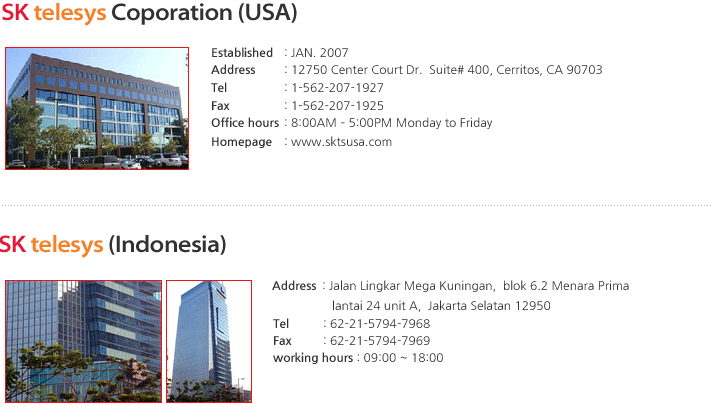 SK telesys Coporation (USA)
Established : JAN. 2007
Address : 12750 Center Court Dr. Suite# 400, Cerritos, CA 90703
Tel : 1-562-207-1927
Fax : 1-562-207-1925
Office hours : 8:00AM - 5:00PM Monday to Friday
Homepage : www.sktsusa.com
SK telesys (Indonesia)
Address : Jalan Lingkar Mega Kuningan, blok 6.2 Menara Prima
lantai 24 unit A, Jakarta Selatan 12950
Tel : 62-21-5794-7968
Fax : 62-21-5794-7969
working hours : 09:00 ~ 18:00